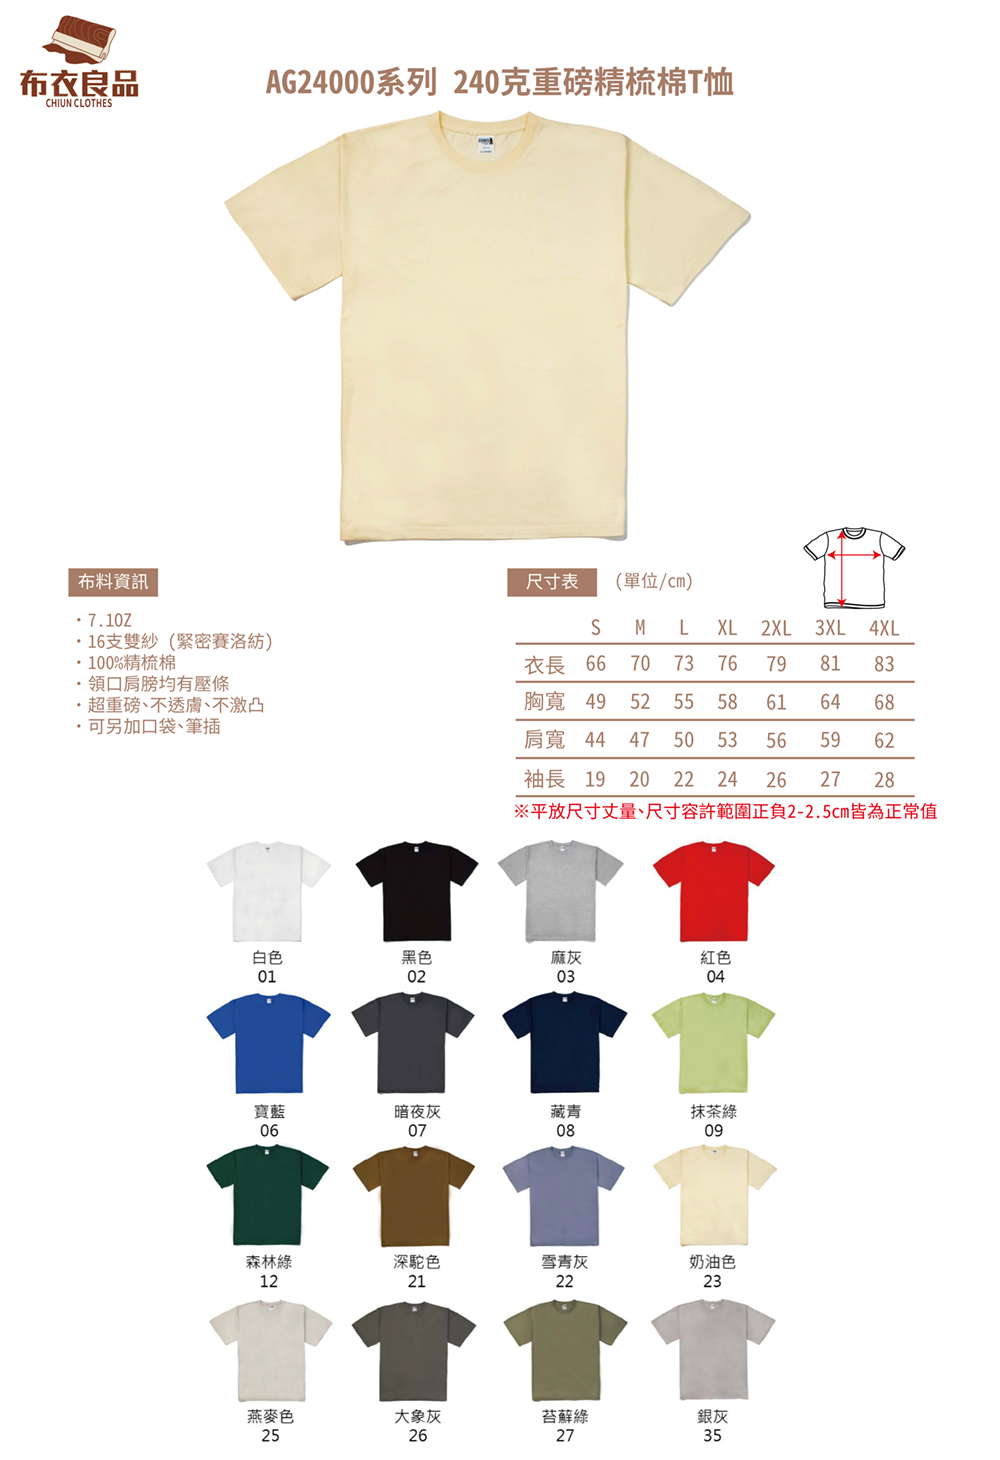 布衣良品
CHIUN CLOTHES
AG24000系列 240克重磅精梳棉T恤
布料資訊
・7.1OZ
・16支雙紗 (緊密賽洛紡)
・100%精梳棉
・領口肩膀均有壓條
・超重磅、不透膚、不激凸
・可另加口袋、筆插
尺寸表 (單位/cm)
S M L XL 2XL 3XL 4XL
衣長 66 70 73 76 79 81 83
胸寬 49 52 55 58 61 64 68
肩寬 44 47 50 53 56 59 62
袖長 19 20 22 24 26 27 28
※平放尺寸丈量、尺寸容許範圍正負2-2.5cm皆為正常值
白色 黑色 麻灰 紅色
01 02 03 04
寶藍 暗夜灰 藏青 抹茶綠
06 07 08 09
森林綠 深駝色 雪青灰 奶油色
12 21 22 23
燕麥色 大象灰 苔蘚綠 銀灰
25 26 27 35